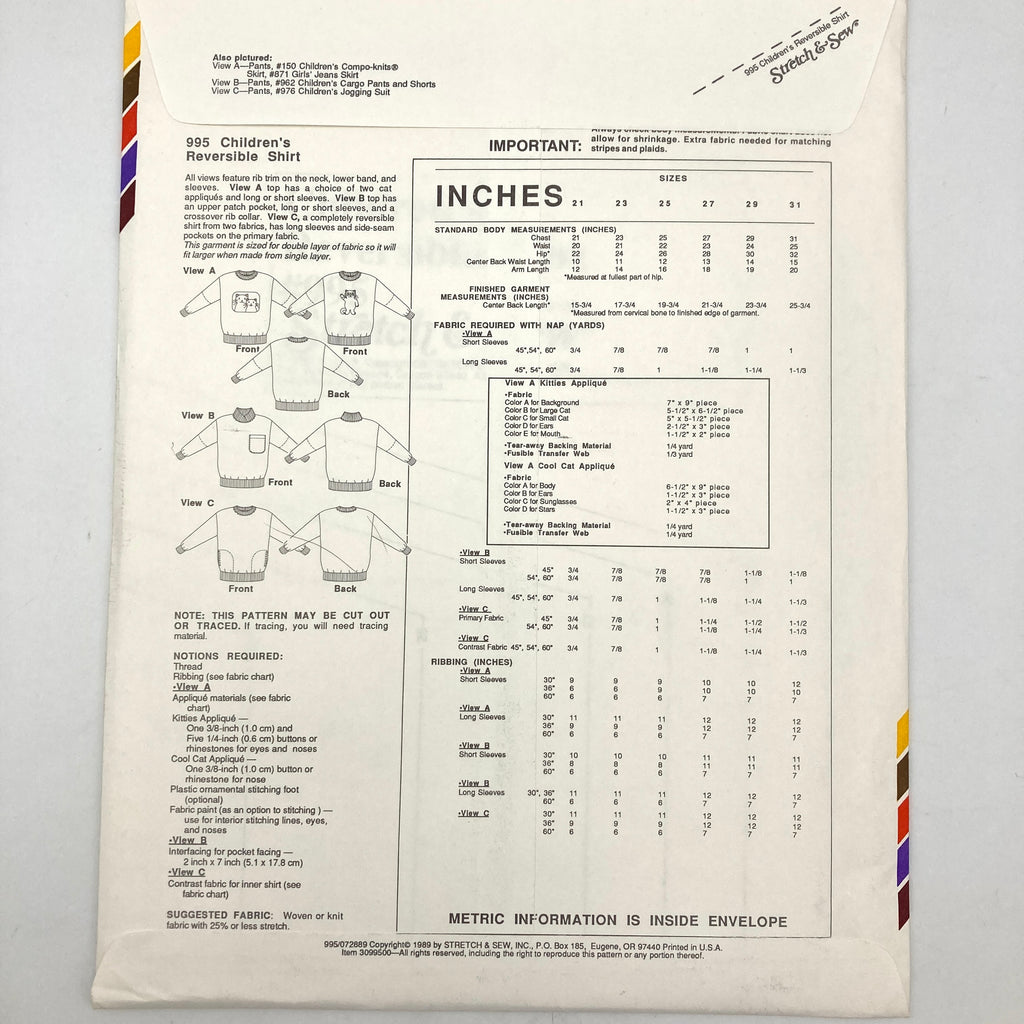 Also pictured:
View A—Pants, #150 Children's Compo-knits®
Skirt, #871 Girls' Jeans Skirt
View B—Pants, #962 Children's Cargo Pants and Shorts
View C—Pants, #976 Children's Jogging Suit
995 Children's Reversible Shirt
Stretch & Sew®
995 Children's
Reversible Shirt
All views feature rib trim on the neck, lower band, and
sleeves. View A top has a choice of two cat
appliqués and long or short sleeves. View B top has
an upper patch pocket, long or short sleeves, and a
crossover rib collar. View C, a completely reversible
shirt from two fabrics, has long sleeves and side-seam
pockets on the primary fabric.
This garment is sized for double layer of fabric so it will
fit larger when made from single layer.
View A
Front
Front
Back
View B
Front
Back
View C
Front
Back
NOTE: THIS PATTERN MAY BE CUT OUT
OR TRACED. If tracing, you will need tracing
material.
NOTIONS REQUIRED:
Thread
Ribbing (see fabric chart)
•View A
Appliqué materials (see fabric
chart)
Kitties Appliqué —
One 3/8-inch (1.0 cm) and
Five 1/4-inch (0.6 cm) buttons or
rhinestones for eyes and noses
Cool Cat Appliqué —
One 3/8-inch (1.0 cm) button or
rhinestone for nose
Plastic ornamental stitching foot
(optional)
Fabric paint (as an option to stitching ) —
use for interior stitching lines, eyes,
and noses
•View B
Interfacing for pocket facing —
2 inch x 7 inch (5.1 x 17.8 cm)
•View C
Contrast fabric for inner shirt (see
fabric chart)
SUGGESTED FABRIC: Woven or knit
fabric with 25% or less stretch.
IMPORTANT:
allow for shrinkage. Extra fabric needed for matching
stripes and plaids.
SIZES
INCHES 21 23 25 27 29 31
STANDARD BODY MEASUREMENTS (INCHES)
Chest 21 23 25 27 29 31
Waist 20 21 22 23 24 25
Hip* 22 24 26 28 30 32
Center Back Waist Length 10 11 12 13 14 15
Arm Length 12 14 16 18 19 20
*Measured at fullest part of hip.
FINISHED GARMENT
MEASUREMENTS (INCHES)
Center Back Length* 15-3/4 17-3/4 19-3/4 21-3/4 23-3/4 25-3/4
*Measured from cervical bone to finished edge of garment.
FABRIC REQUIRED WITH NAP (YARDS)
•View A
Short Sleeves
45",54", 60" 3/4 7/8 7/8 7/8 1 1
Long Sleeves
45", 54", 60" 3/4 7/8 1 1-1/8 1-1/4 1-1/3
View A Kitties Appliqué
•Fabric
Color A for Background 7" x 9" piece
Color B for Large Cat 5-1/2" x 6-1/2" piece
Color C for Small Cat 5" x 5-1/2" piece
Color D for Ears 2-1/2" x 3" piece
Color E for Mouth 1-1/2" x 2" piece
•Tear-away Backing Material 1/4 yard
•Fusible Transfer Web 1/3 yard
View A Cool Cat Appliqué
•Fabric
Color A for Body 6-1/2" x 9" piece
Color B for Ears 1-1/2" x 3" piece
Color C for Sunglasses 2" x 4" piece
Color D for Stars 1-1/2" x 3" piece
•Tear-away Backing Material 1/4 yard
•Fusible Transfer Web 1/4 yard
•View B
Short Sleeves
45" 3/4 7/8 7/8 7/8 1-1/8 1-1/8
54", 60" 3/4 7/8 7/8 7/8 1 1
Long Sleeves
45", 54", 60" 3/4 7/8 1 1-1/8 1-1/4 1-1/3
•View C
Primary Fabric 45" 3/4 7/8 1 1-1/4 1-1/2 1-1/2
54", 60" 3/4 7/8 1 1-1/8 1-1/4 1-1/3
•View C
Contrast Fabric 45", 54", 60" 3/4 7/8 1 1-1/8 1-1/4 1-1/3
RIBBING (INCHES)
•View A
Short Sleeves 30" 9 9 9 10 10 12
36" 6 6 9 10 10 10
60" 6 6 6 7 7 7
•View A
Long Sleeves 30" 11 11 11 12 12 12
36" 9 9 9 12 12 12
60" 6 6 6 7 7 7
•View B
Short Sleeves 30" 10 10 10 11 11 11
36" 8 8 8 11 11 11
60" 6 6 6 7 7 7
•View B
Long Sleeves 30", 36" 11 11 11 12 12 12
60" 6 6 6 7 7 7
•View C 30" 11 11 11 12 12 12
36" 9 9 9 12 12 12
60" 6 6 6 7 7 7
METRIC INFORMATION IS INSIDE ENVELOPE
995/072889 Copyright© 1989 by STRETCH & SEW, INC., P.O. Box 185, Eugene, OR 97440 Printed in U.S.A.
Item 3099500—All rights reserved, including the right to reproduce this pattern or any portion thereof.